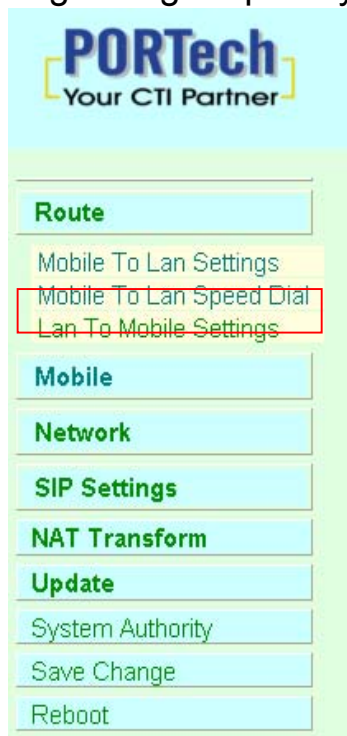 PORTech
Your CTI Partner
Route
Mobile To Lan Settings
Mobile To Lan Speed Dial
Lan To Mobile Settings
Mobile
Network
SIP Settings
NAT Transform
Update
System Authority
Save Change
Reboot